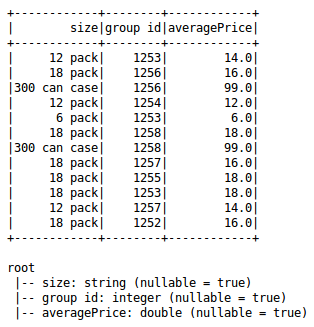 +------------+--------+------------+
|        size|group id|averagePrice|
+------------+--------+------------+
|     12 pack|    1253|        14.0|
|     18 pack|    1256|        16.0|
|300 can case|    1256|        99.0|
|     12 pack|    1254|        12.0|
|      6 pack|    1253|         6.0|
|     18 pack|    1258|        18.0|
|300 can case|    1258|        99.0|
|     18 pack|    1257|        16.0|
|     18 pack|    1255|        18.0|
|     18 pack|    1253|        18.0|
|     12 pack|    1257|        14.0|
|     18 pack|    1252|        16.0|
+------------+--------+------------+
root
 |-- size: string (nullable = true)
 |-- group id: integer (nullable = true)
 |-- averagePrice: double (nullable = true)